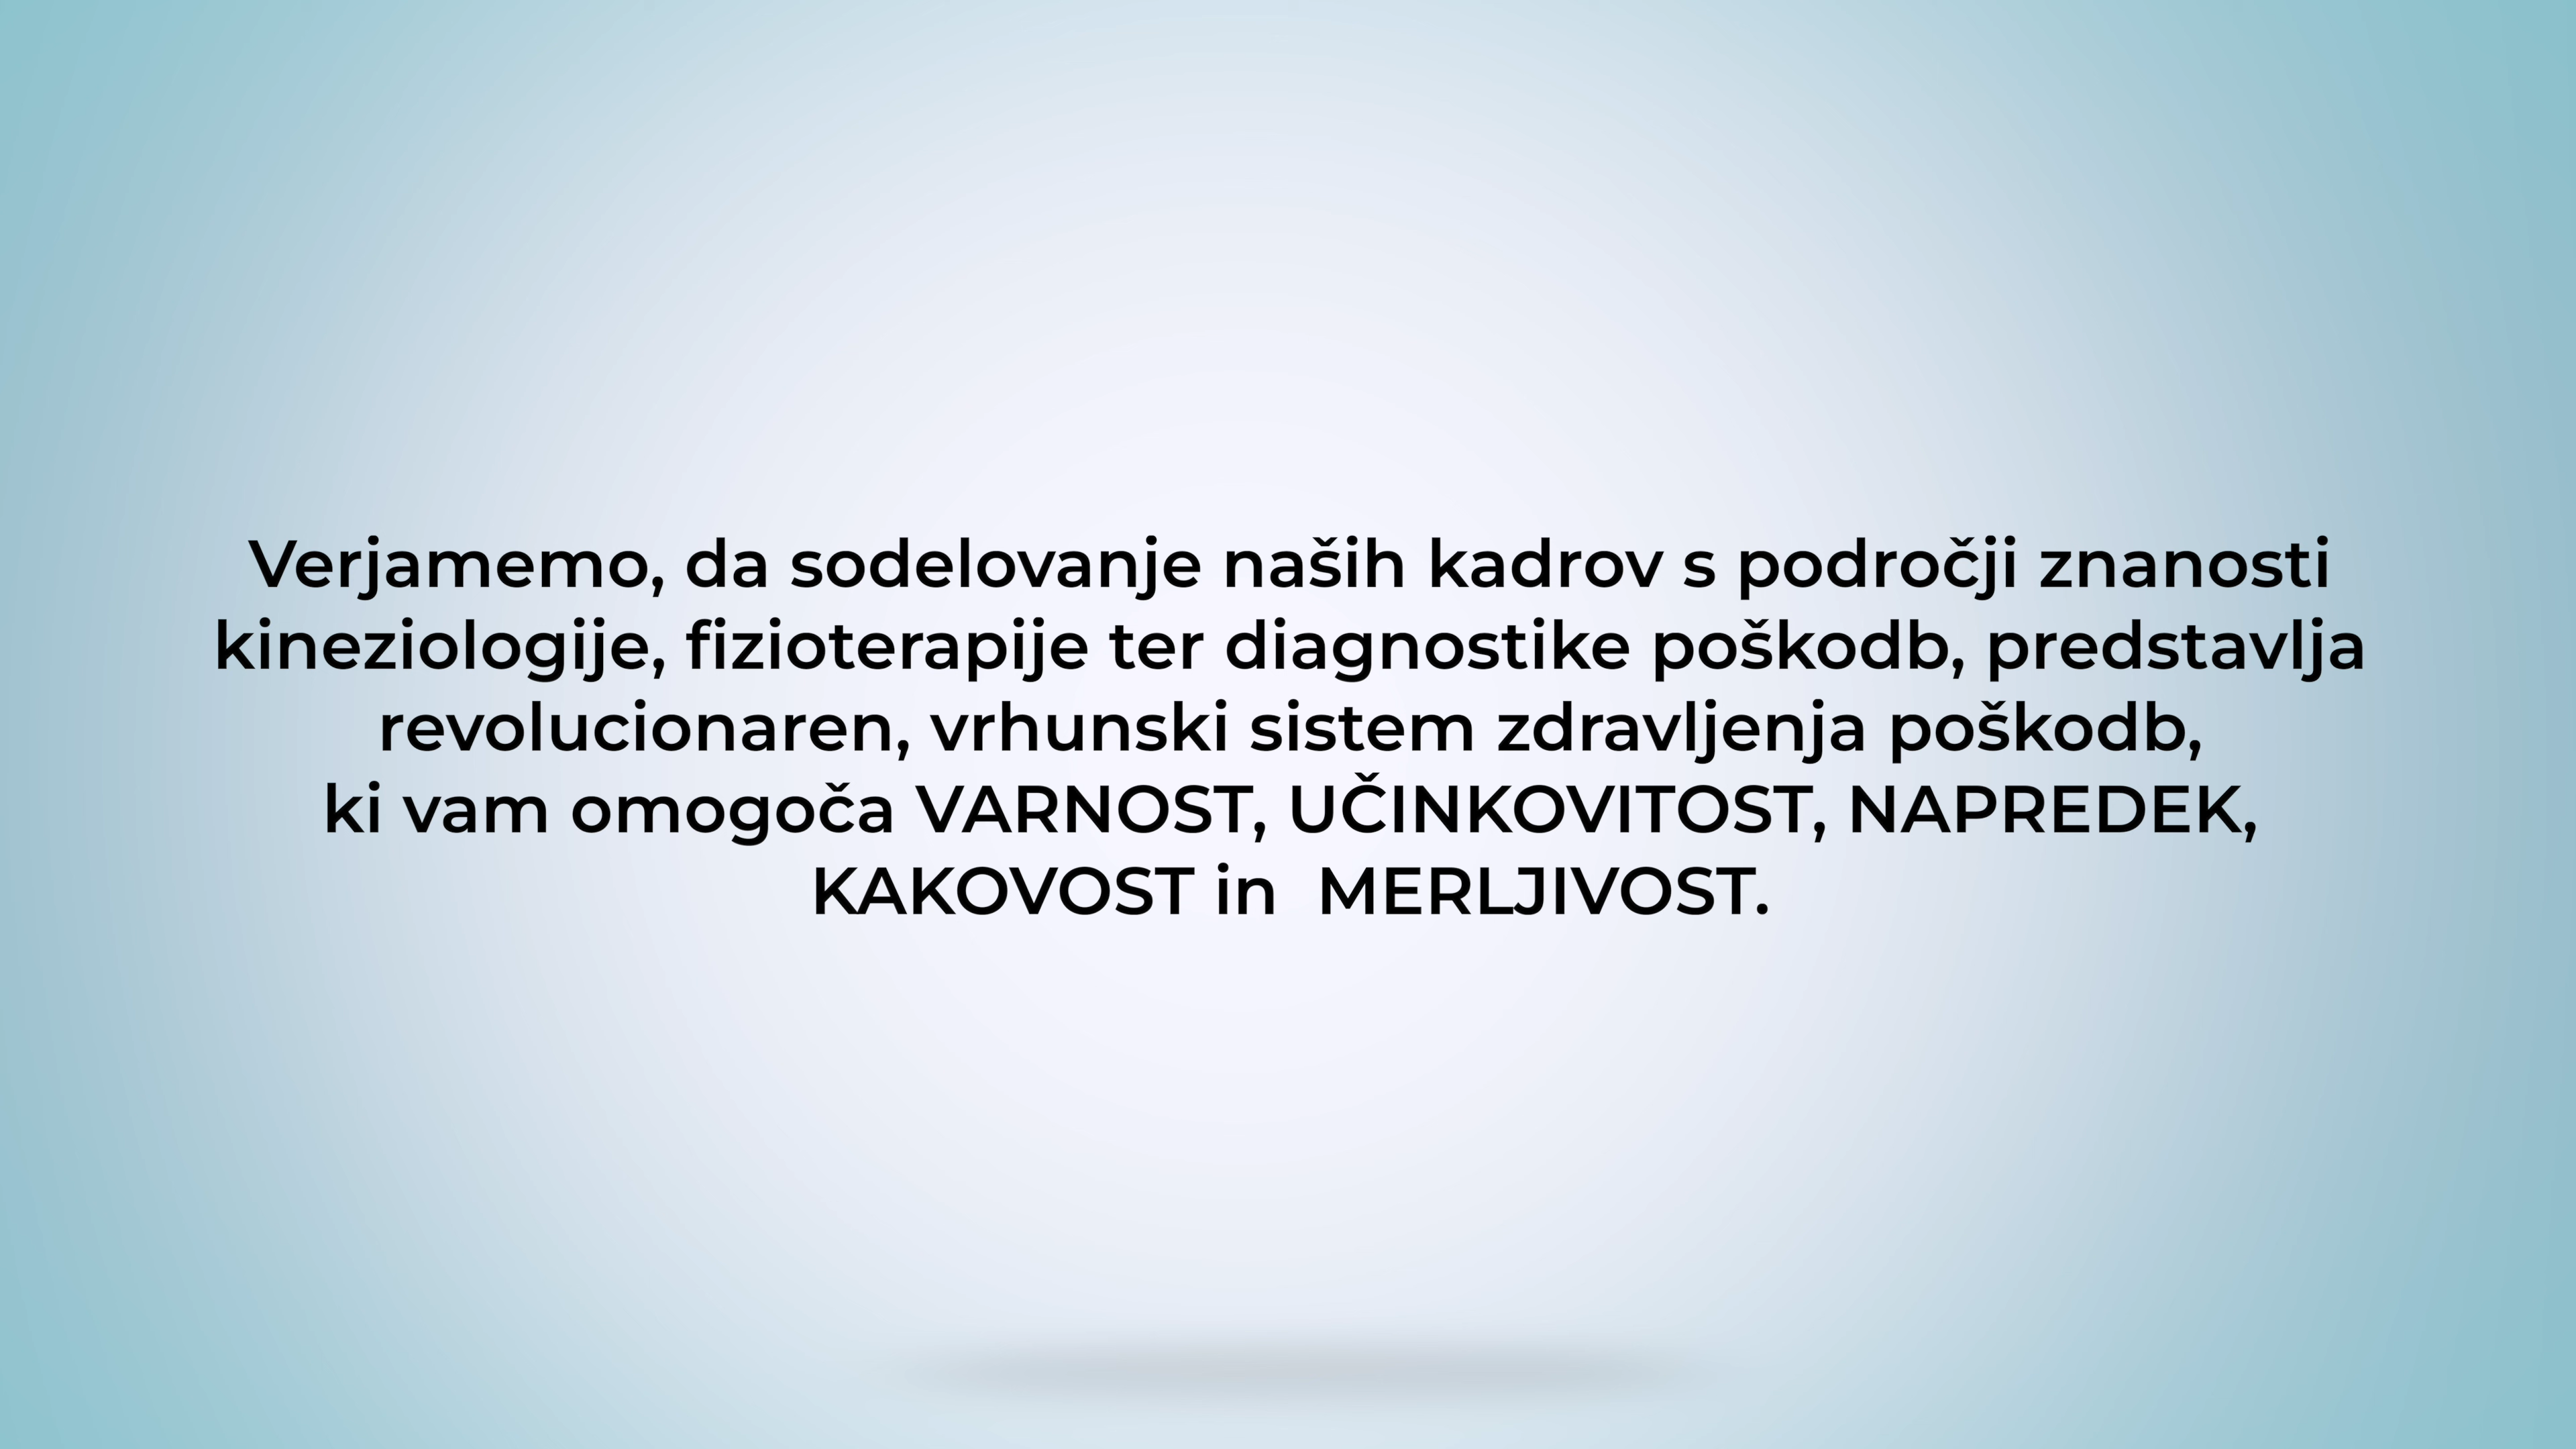 Verjamemo, da sodelovanje naših kadrov s področji znanosti
kineziologije, fizioterapije ter diagnostike poškodb, predstavlja
revolucionaren, vrhunski sistem zdravljenja poškodb,
ki vam omogoča VARNOST, UČINKOVITOST, NAPREDEK,
KAKOVOST in  MERLJIVOST.